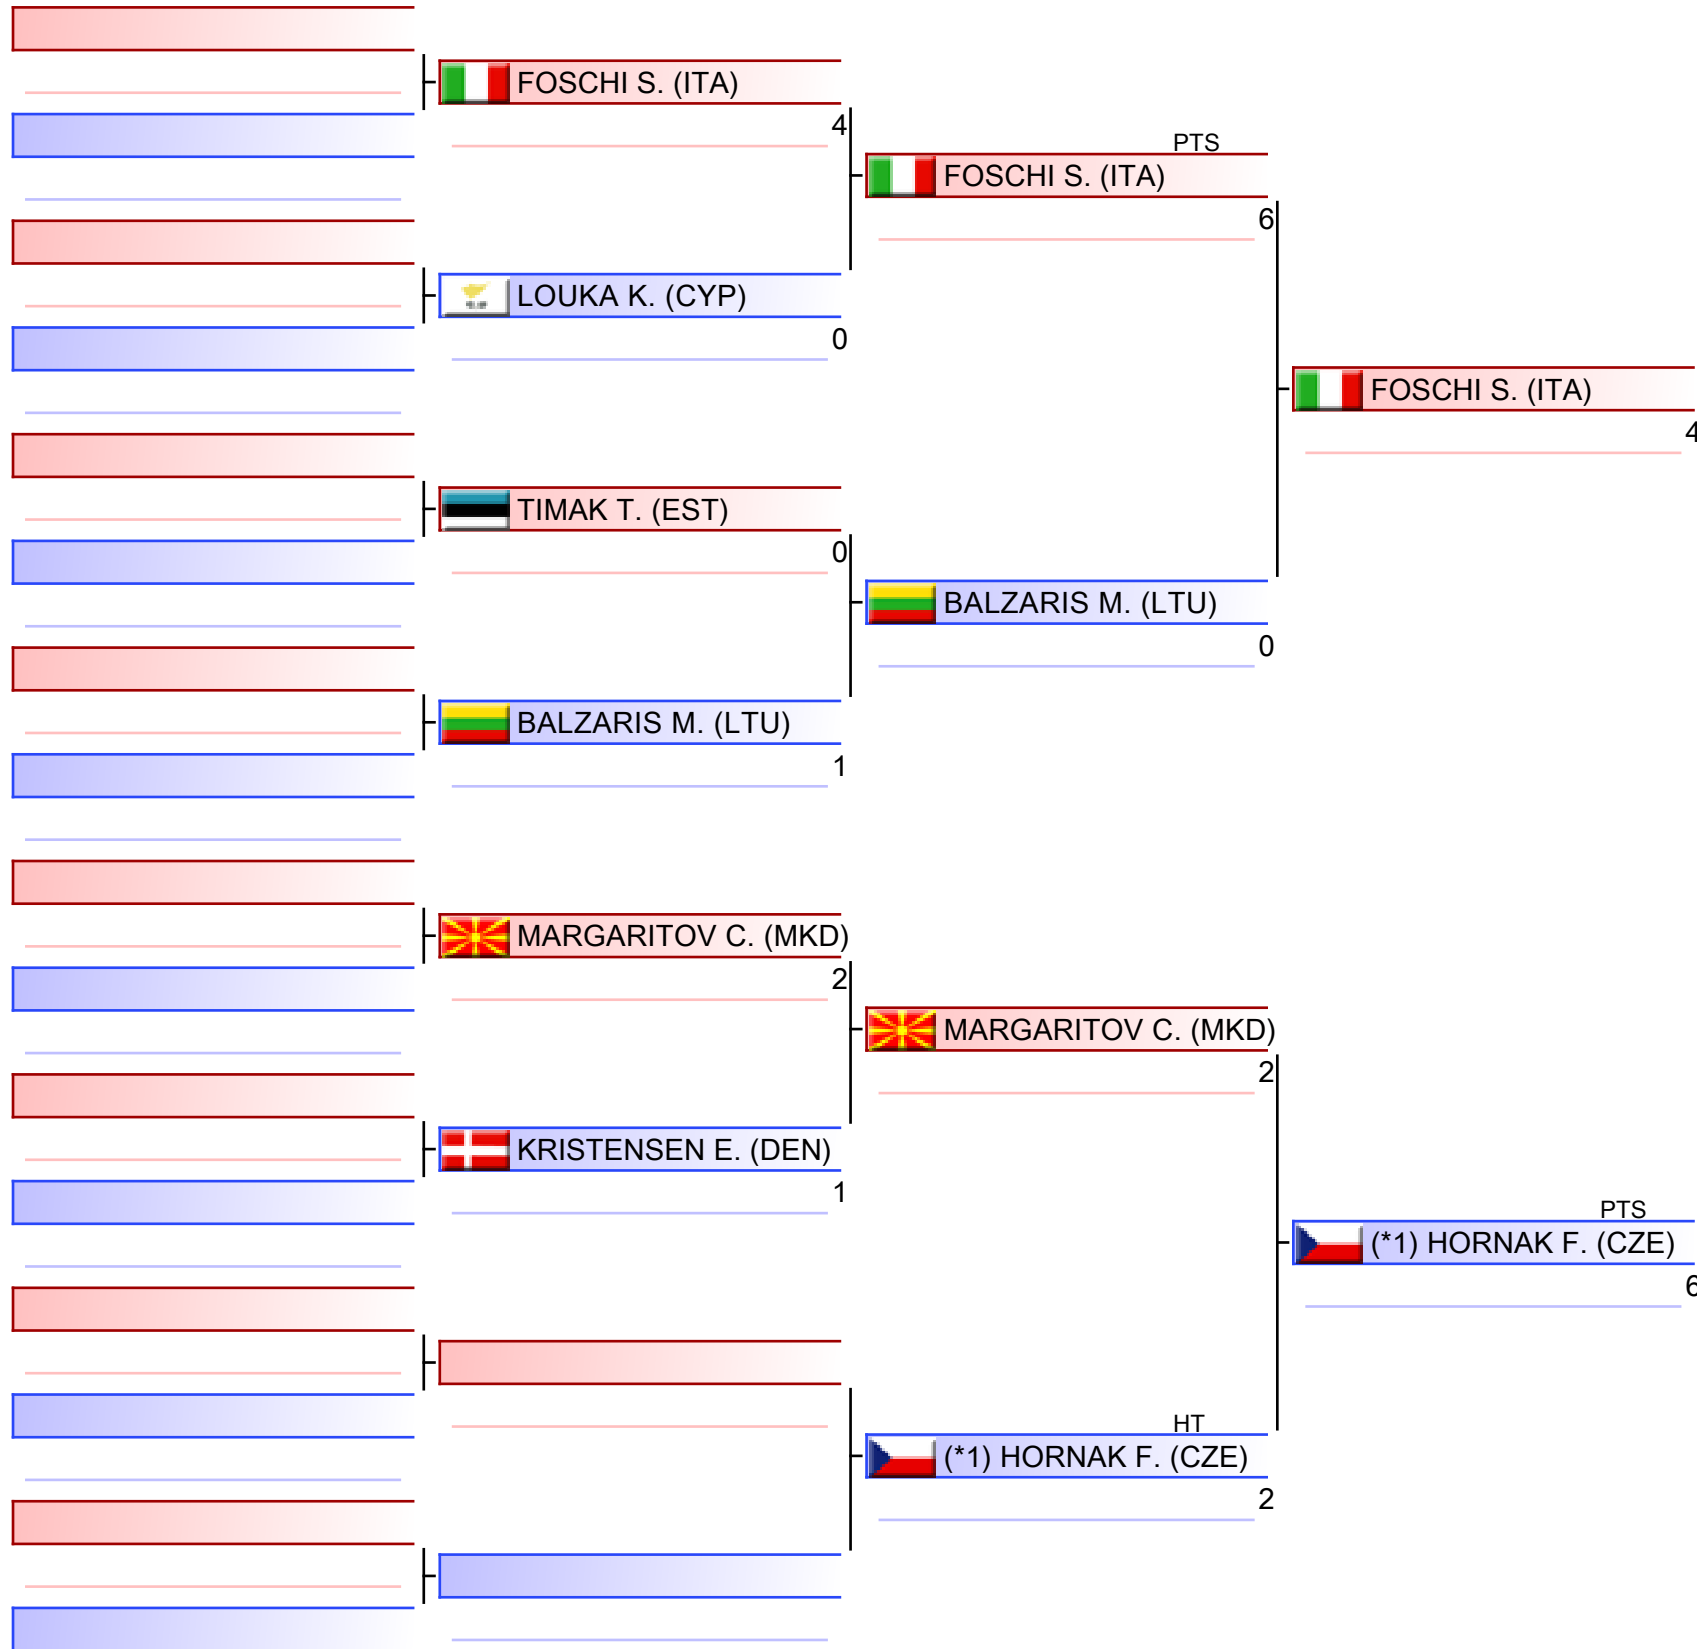 FOSCHI S. (ITA)
4
LOUKA K. (CYP)
0
TIMAK T. (EST)
0
BALZARIS M. (LTU)
1
MARGARITOV C. (MKD)
2
KRISTENSEN E. (DEN)
1
PTS
FOSCHI S. (ITA)
6
BALZARIS M. (LTU)
0
MARGARITOV C. (MKD)
2
HT
(*1) HORNAK F. (CZE)
2
FOSCHI S. (ITA)
4
PTS
(*1) HORNAK F. (CZE)
6